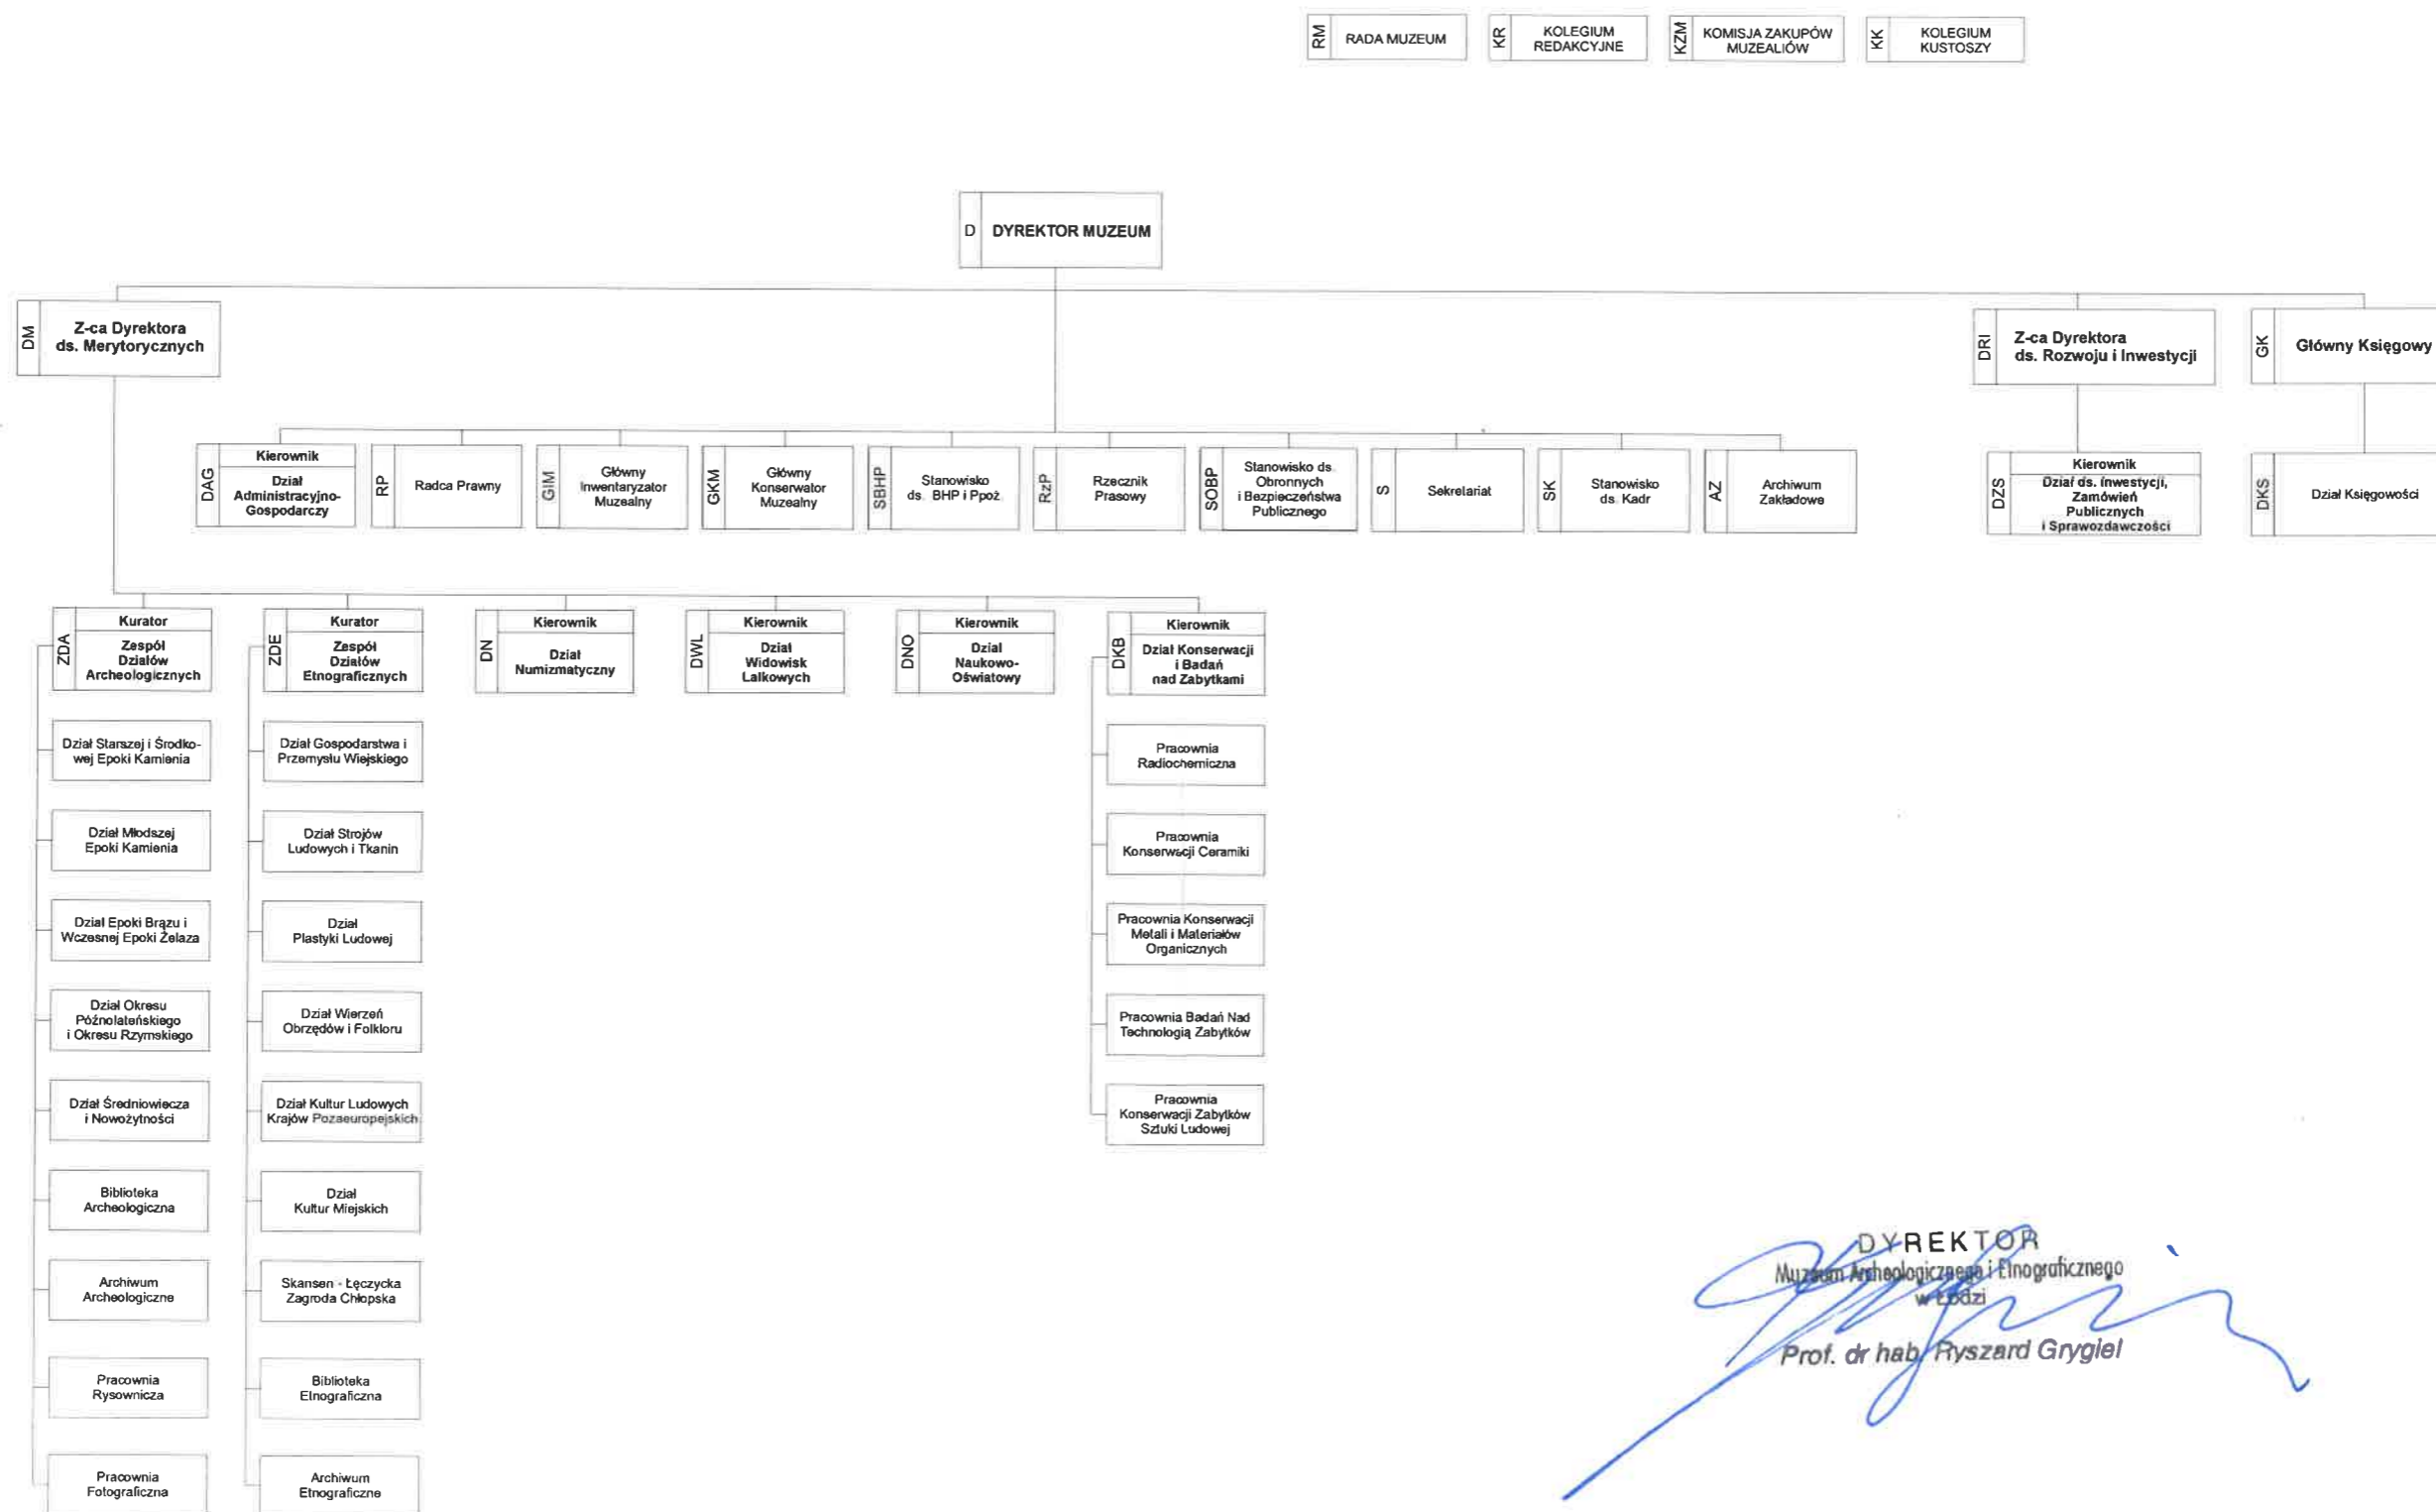 RM
RADA MUZEUM
KR
KOLEGIUM
REDAKCYJNE
KZM
KOMISJA ZAKUPÓW
MUZEALIÓW
KK
KOLEGIUM
KUSTOSZY
D
DYREKTOR MUZEUM
DM
Z-ca Dyrektora
ds. Merytorycznych
DRI
Z-ca Dyrektora
ds. Rozwoju i Inwestycji
GK
Główny Księgowy
DAG
Kierownik
Dział
Administracyjno-
Gospodarczy
RP
Radca Prawny
GIM
Główny
Inwentaryzator
Muzealny
GKM
Główny
Konserwator
Muzealny
SBHP
Stanowisko
ds. BHP i Ppoż.
RzP
Rzecznik
Prasowy
SOBP
Stanowisko ds.
Obronnych
i Bezpieczeństwa
Publicznego
S
Sekretariat
SK
Stanowisko
ds. Kadr
AZ
Archiwum
Zakładowe
DZS
Kierownik
Dział ds. Inwestycji,
Zamówień
Publicznych
i Sprawozdawczości
DKS
Dział Księgowości
ZDA
Kurator
Zespół
Działów
Archeologicznych
ZDE
Kurator
Zespół
Działów
Etnograficznych
DN
Kierownik
Dział
Numizmatyczny
DWL
Kierownik
Dział
Widowisk
Lalkowych
DNO
Kierownik
Dział
Naukowo-
Oświatowy
DKB
Kierownik
Dział Konserwacji
i Badań
nad Zabytkami
Dział Starszej i Środko-
wej Epoki Kamienia
Dział Młodszej
Epoki Kamienia
Dział Epoki Brązu i
Wczesnej Epoki Żelaza
Dział Okresu
Późnolateńskiego
i Okresu Rzymskiego
Dział Średniowiecza
i Nowożytności
Biblioteka
Archeologiczna
Archiwum
Archeologiczne
Pracownia
Rysownicza
Pracownia
Fotograficzna
Dział Gospodarstwa i
Przemysłu Wiejskiego
Dział Strojów
Ludowych i Tkanin
Dział
Plastyki Ludowej
Dział Wierzeń
Obrzędów i Folkloru
Dział Kultur Ludowych
Krajów Pozaeuropejskich
Dział
Kultur Miejskich
Skansen - Łęczycka
Zagroda Chłopska
Biblioteka
Etnograficzna
Archiwum
Etnograficzne
Pracownia
Radiochemiczna
Pracownia
Konserwacji Ceramiki
Pracownia Konserwacji
Metali i Materiałów
Organicznych
Pracownia Badań Nad
Technologią Zabytków
Pracownia
Konserwacji Zabytków
Sztuki Ludowej
DYREKTOR
Muzeum Archeologicznego i Etnograficznego
w Łodzi
Prof. dr hab. Ryszard Grygiel